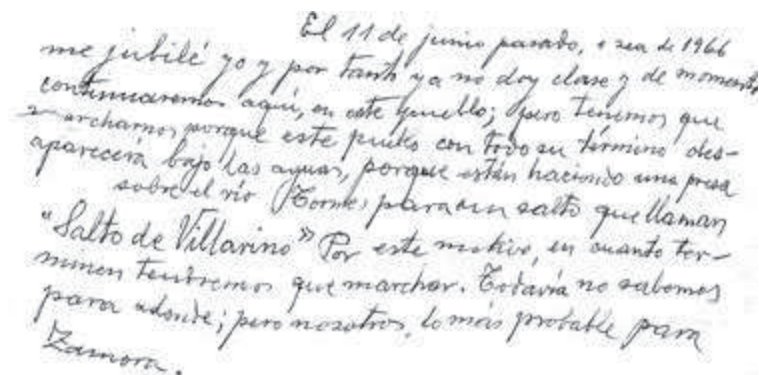 El 11 de junio pasado, o sea de 1966
me jubilé yo y por tanto ya no doy clase y de momento
continuaremos aquí, en este pueblo; pero tenemos que
marcharnos porque este pueblo con todo su término des-
aparecerá bajo las aguas, porque están haciendo una presa
sobre el río Tormes para un salto que llaman
"Salto de Villarino" Por este motivo, en cuanto ter-
minen tendremos que marchar. Todavía no sabemos
para adonde; pero nosotros, lo más probable para
Zamora.